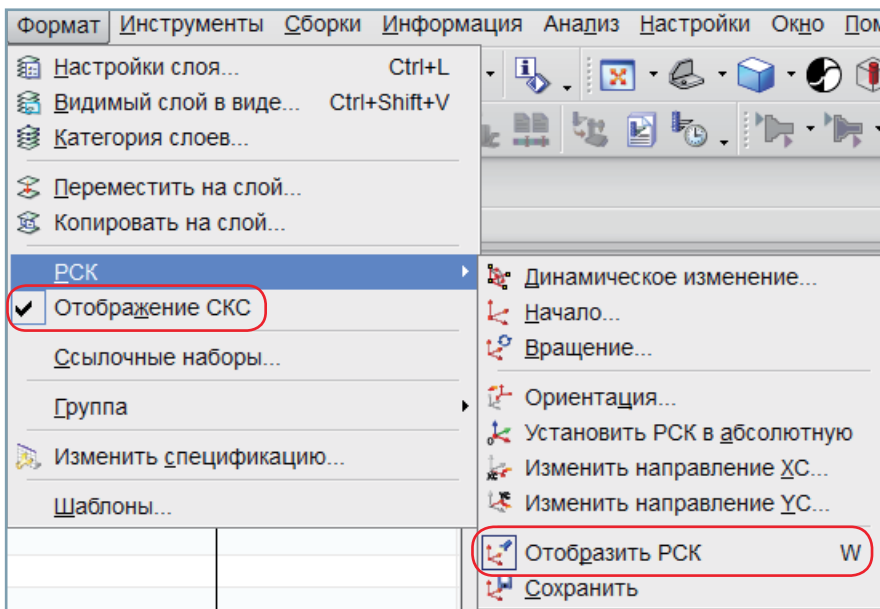 Формат Инструменты Сборки Информация Анализ Настройки Окно Пом
Настройки слоя... Ctrl+L
Видимый слой в виде... Ctrl+Shift+V
Категория слоев...
Переместить на слой...
Копировать на слой...
РСК
Отображение СКС
Ссылочные наборы...
Группа
Изменить спецификацию...
Шаблоны...
Динамическое изменение...
Начало...
Вращение...
Ориентация...
Установить РСК в абсолютную
Изменить направление XC...
Изменить направление YC...
Отобразить РСК W
Сохранить